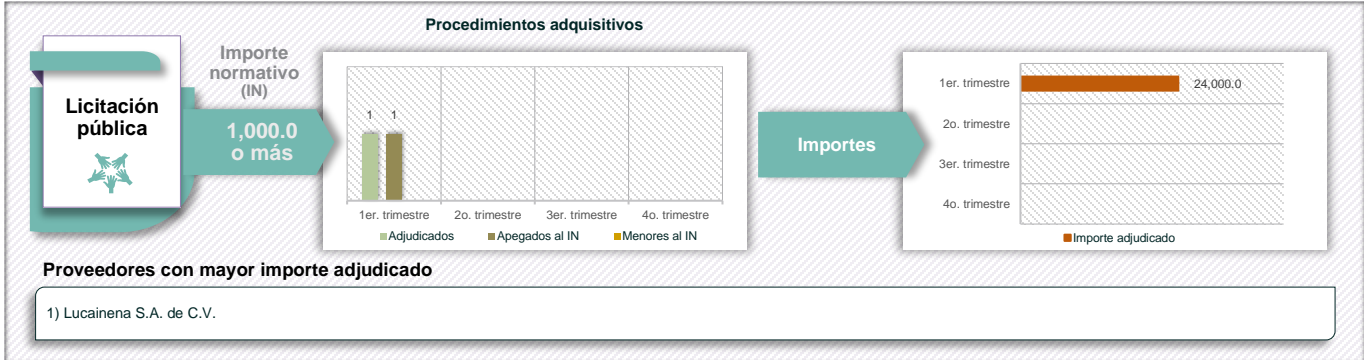 Procedimientos adquisitivos
Licitación
pública
Importe
normativo
(IN)
1,000.0
o más
1 1
1er. trimestre 2o. trimestre 3er. trimestre 4o. trimestre
Adjudicados Apegados al IN Menores al IN
Importes
1er. trimestre 24,000.0
2o. trimestre
3er. trimestre
4o. trimestre
Importe adjudicado
Proveedores con mayor importe adjudicado
1) Lucainena S.A. de C.V.